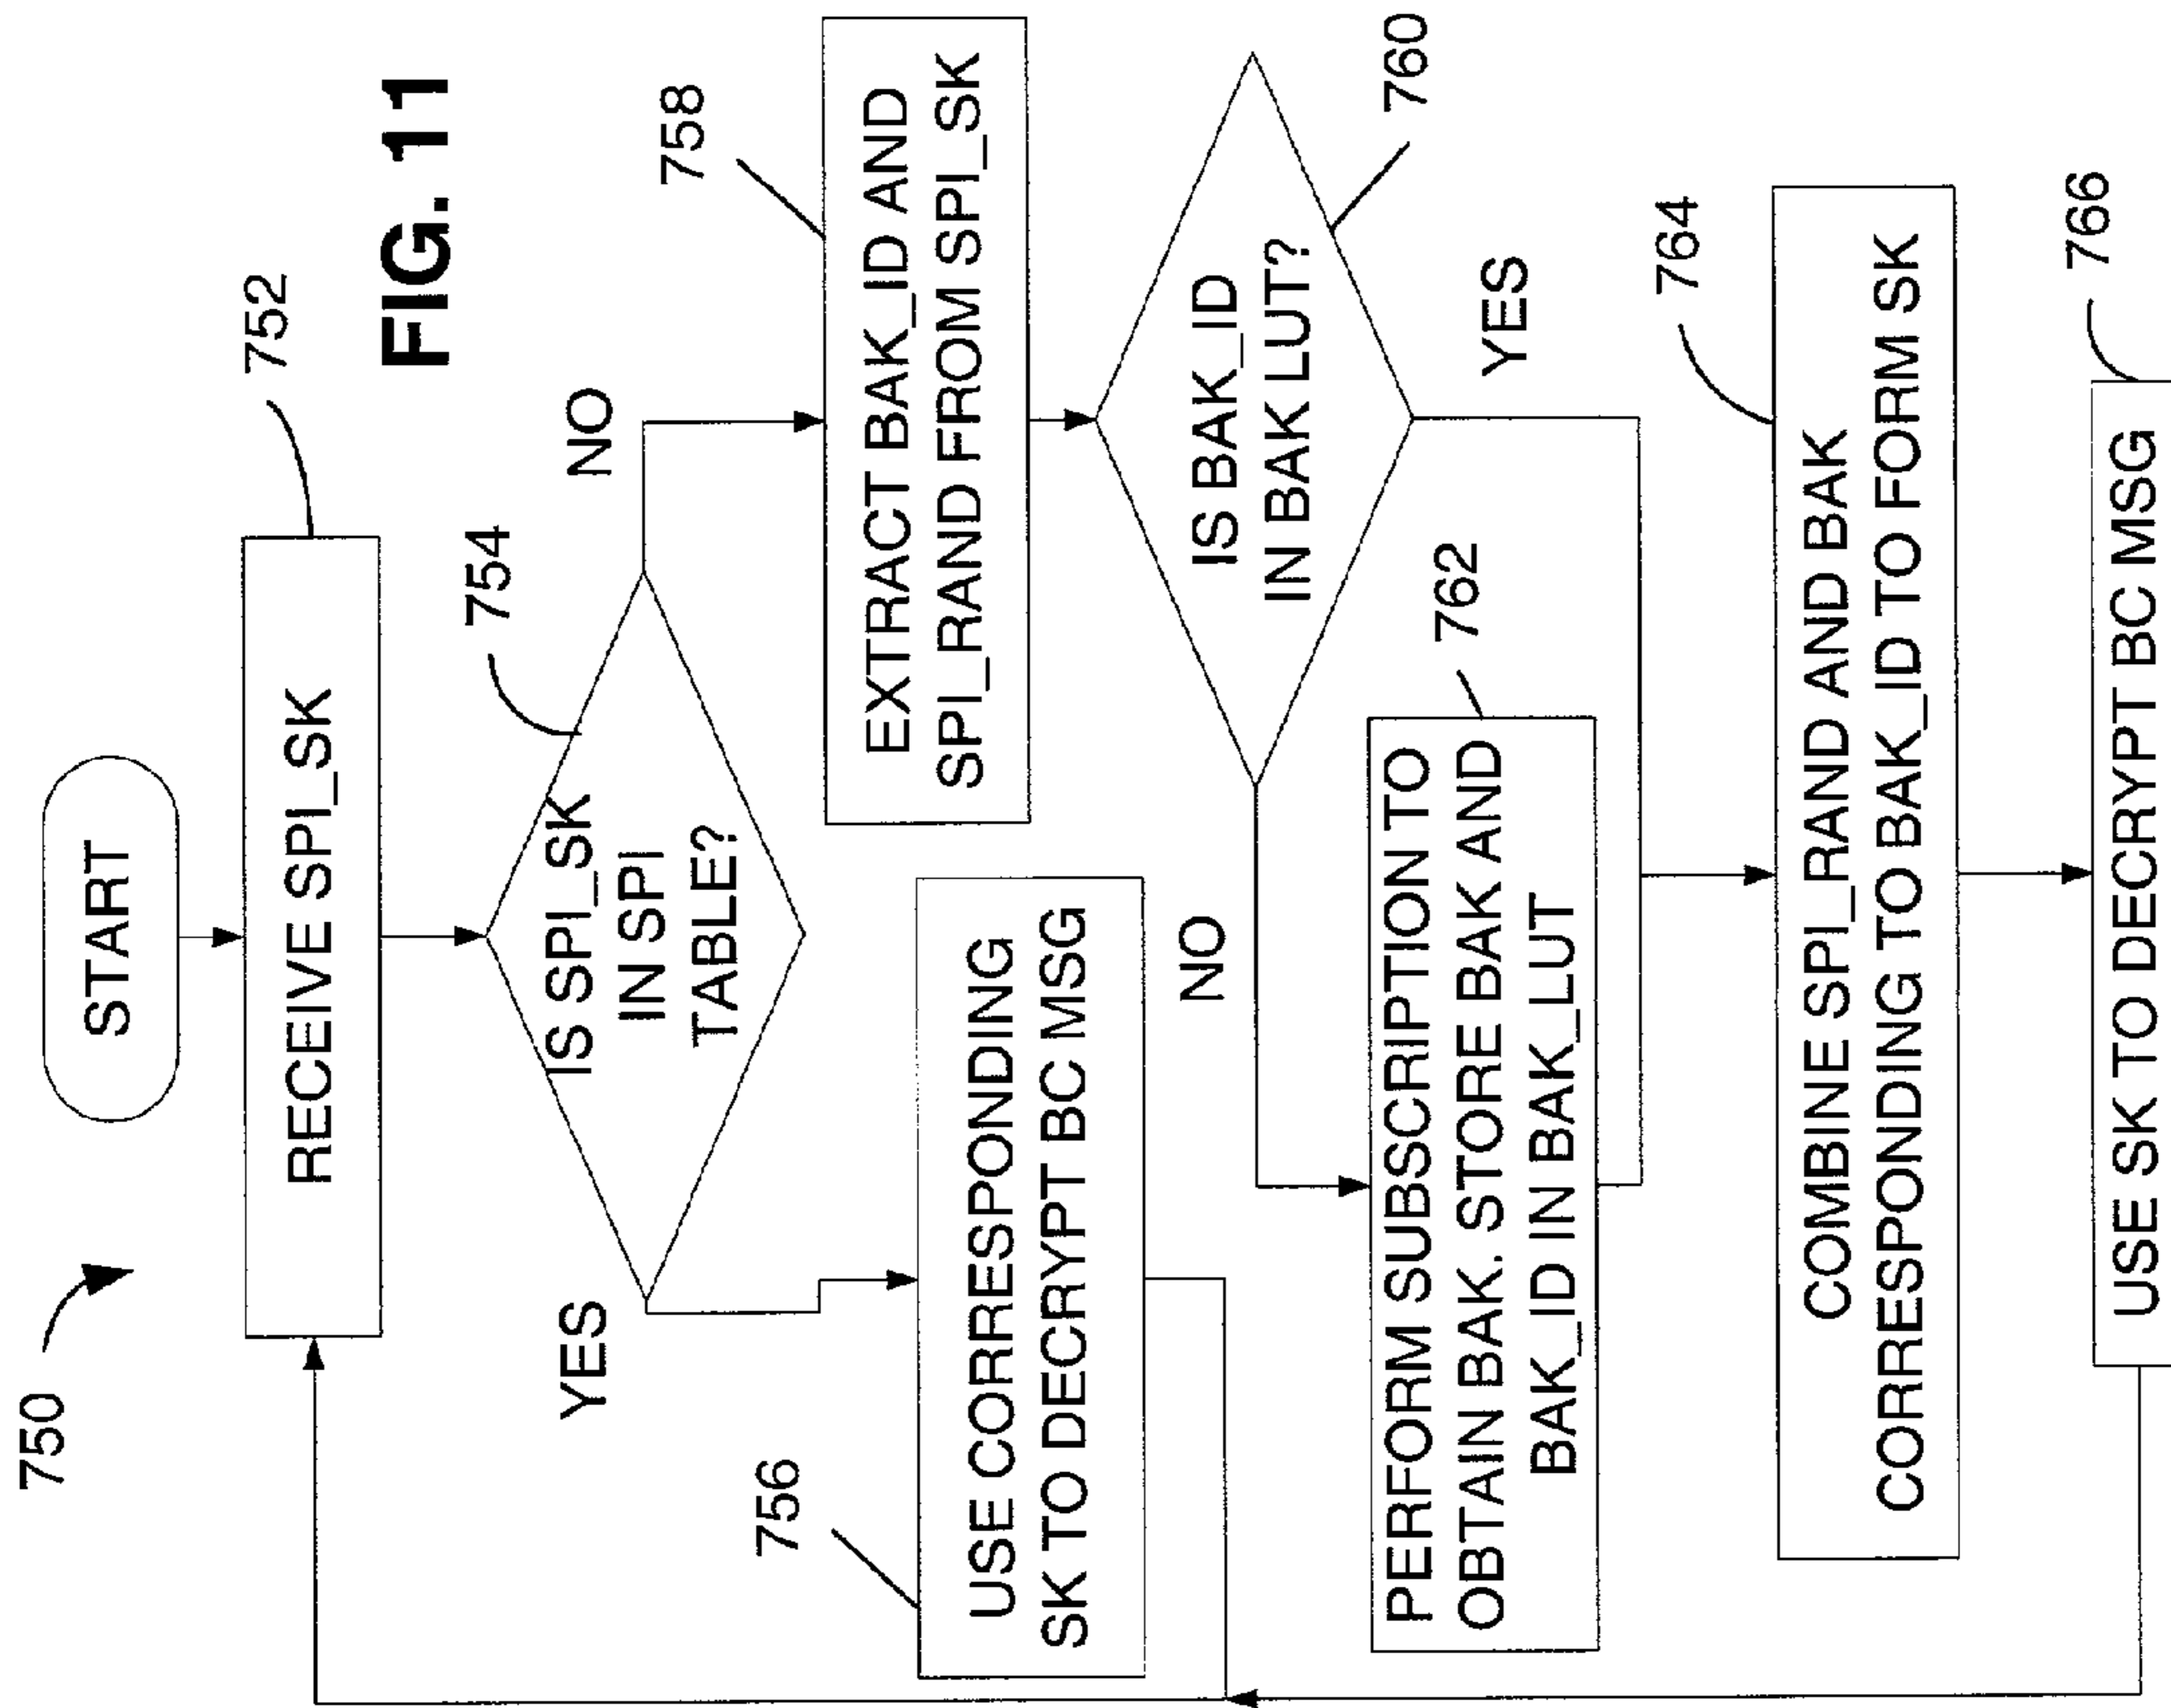 FIG. 11
750
START
752
RECEIVE SPI_SK
754
IS SPI_SK
IN SPI
TABLE?
YES
NO
756
USE CORRESPONDING
SK TO DECRYPT BC MSG
758
EXTRACT BAK_ID AND
SPI_RAND FROM SPI_SK
760
IS BAK_ID
IN BAK LUT?
NO
YES
762
PERFORM SUBSCRIPTION TO
OBTAIN BAK. STORE BAK AND
BAK_ID IN BAK_LUT
764
COMBINE SPI_RAND AND BAK
CORRESPONDING TO BAK_ID TO FORM SK
766
USE SK TO DECRYPT BC MSG